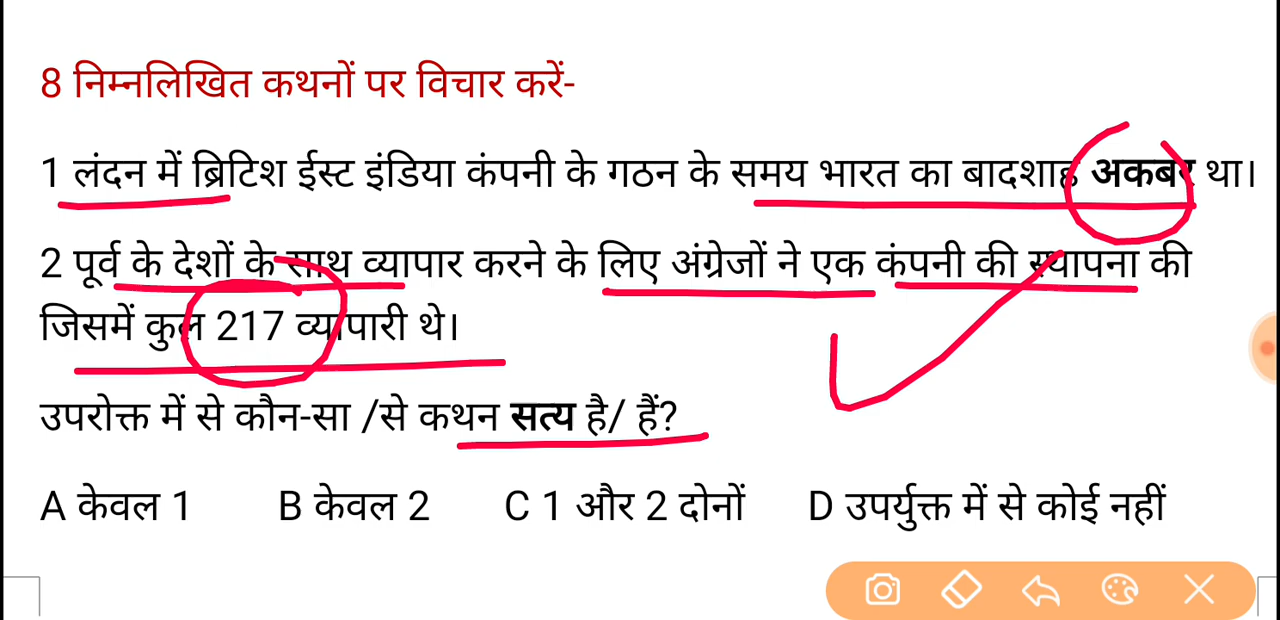 8 निम्नलिखित कथनों पर विचार करें-
1 लंदन में ब्रिटिश ईस्ट इंडिया कंपनी के गठन के समय भारत का बादशाह अकबर था।
2 पूर्व के देशों के साथ व्यापार करने के लिए अंग्रेजों ने एक कंपनी की स्थापना की
जिसमें कुल 217 व्यापारी थे।
उपरोक्त में से कौन-सा /से कथन सत्य है/ हैं?
A केवल 1 B केवल 2 C 1 और 2 दोनों D उपर्युक्त में से कोई नहीं